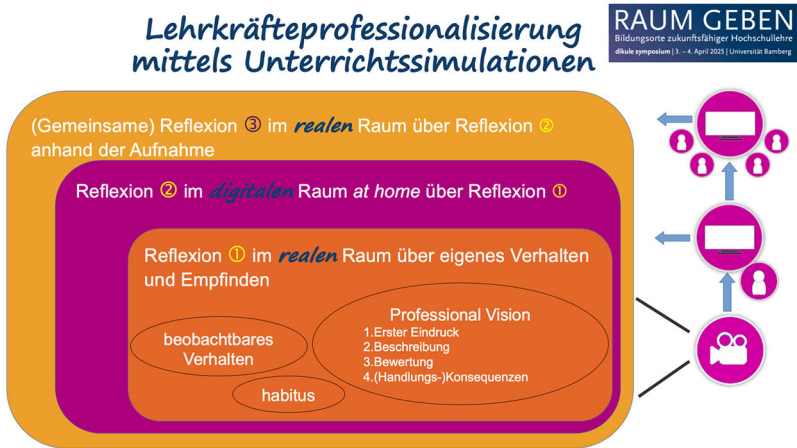 Lehrkräfteprofessionalisierung
mittels Unterrichtssimulationen
RAUM GEBEN
Bildungsorte zukunftsfähiger Hochschullehre
dikule symposium | 3. – 4. April 2025 | Universität Bamberg
(Gemeinsame) Reflexion ③ im realen Raum über Reflexion ②
anhand der Aufnahme
Reflexion ② im digitalen Raum at home über Reflexion ①
Reflexion ① im realen Raum über eigenes Verhalten
und Empfinden
beobachtbares
Verhalten
habitus
Professional Vision
1.Erster Eindruck
2.Beschreibung
3.Bewertung
4.(Handlungs-)Konsequenzen